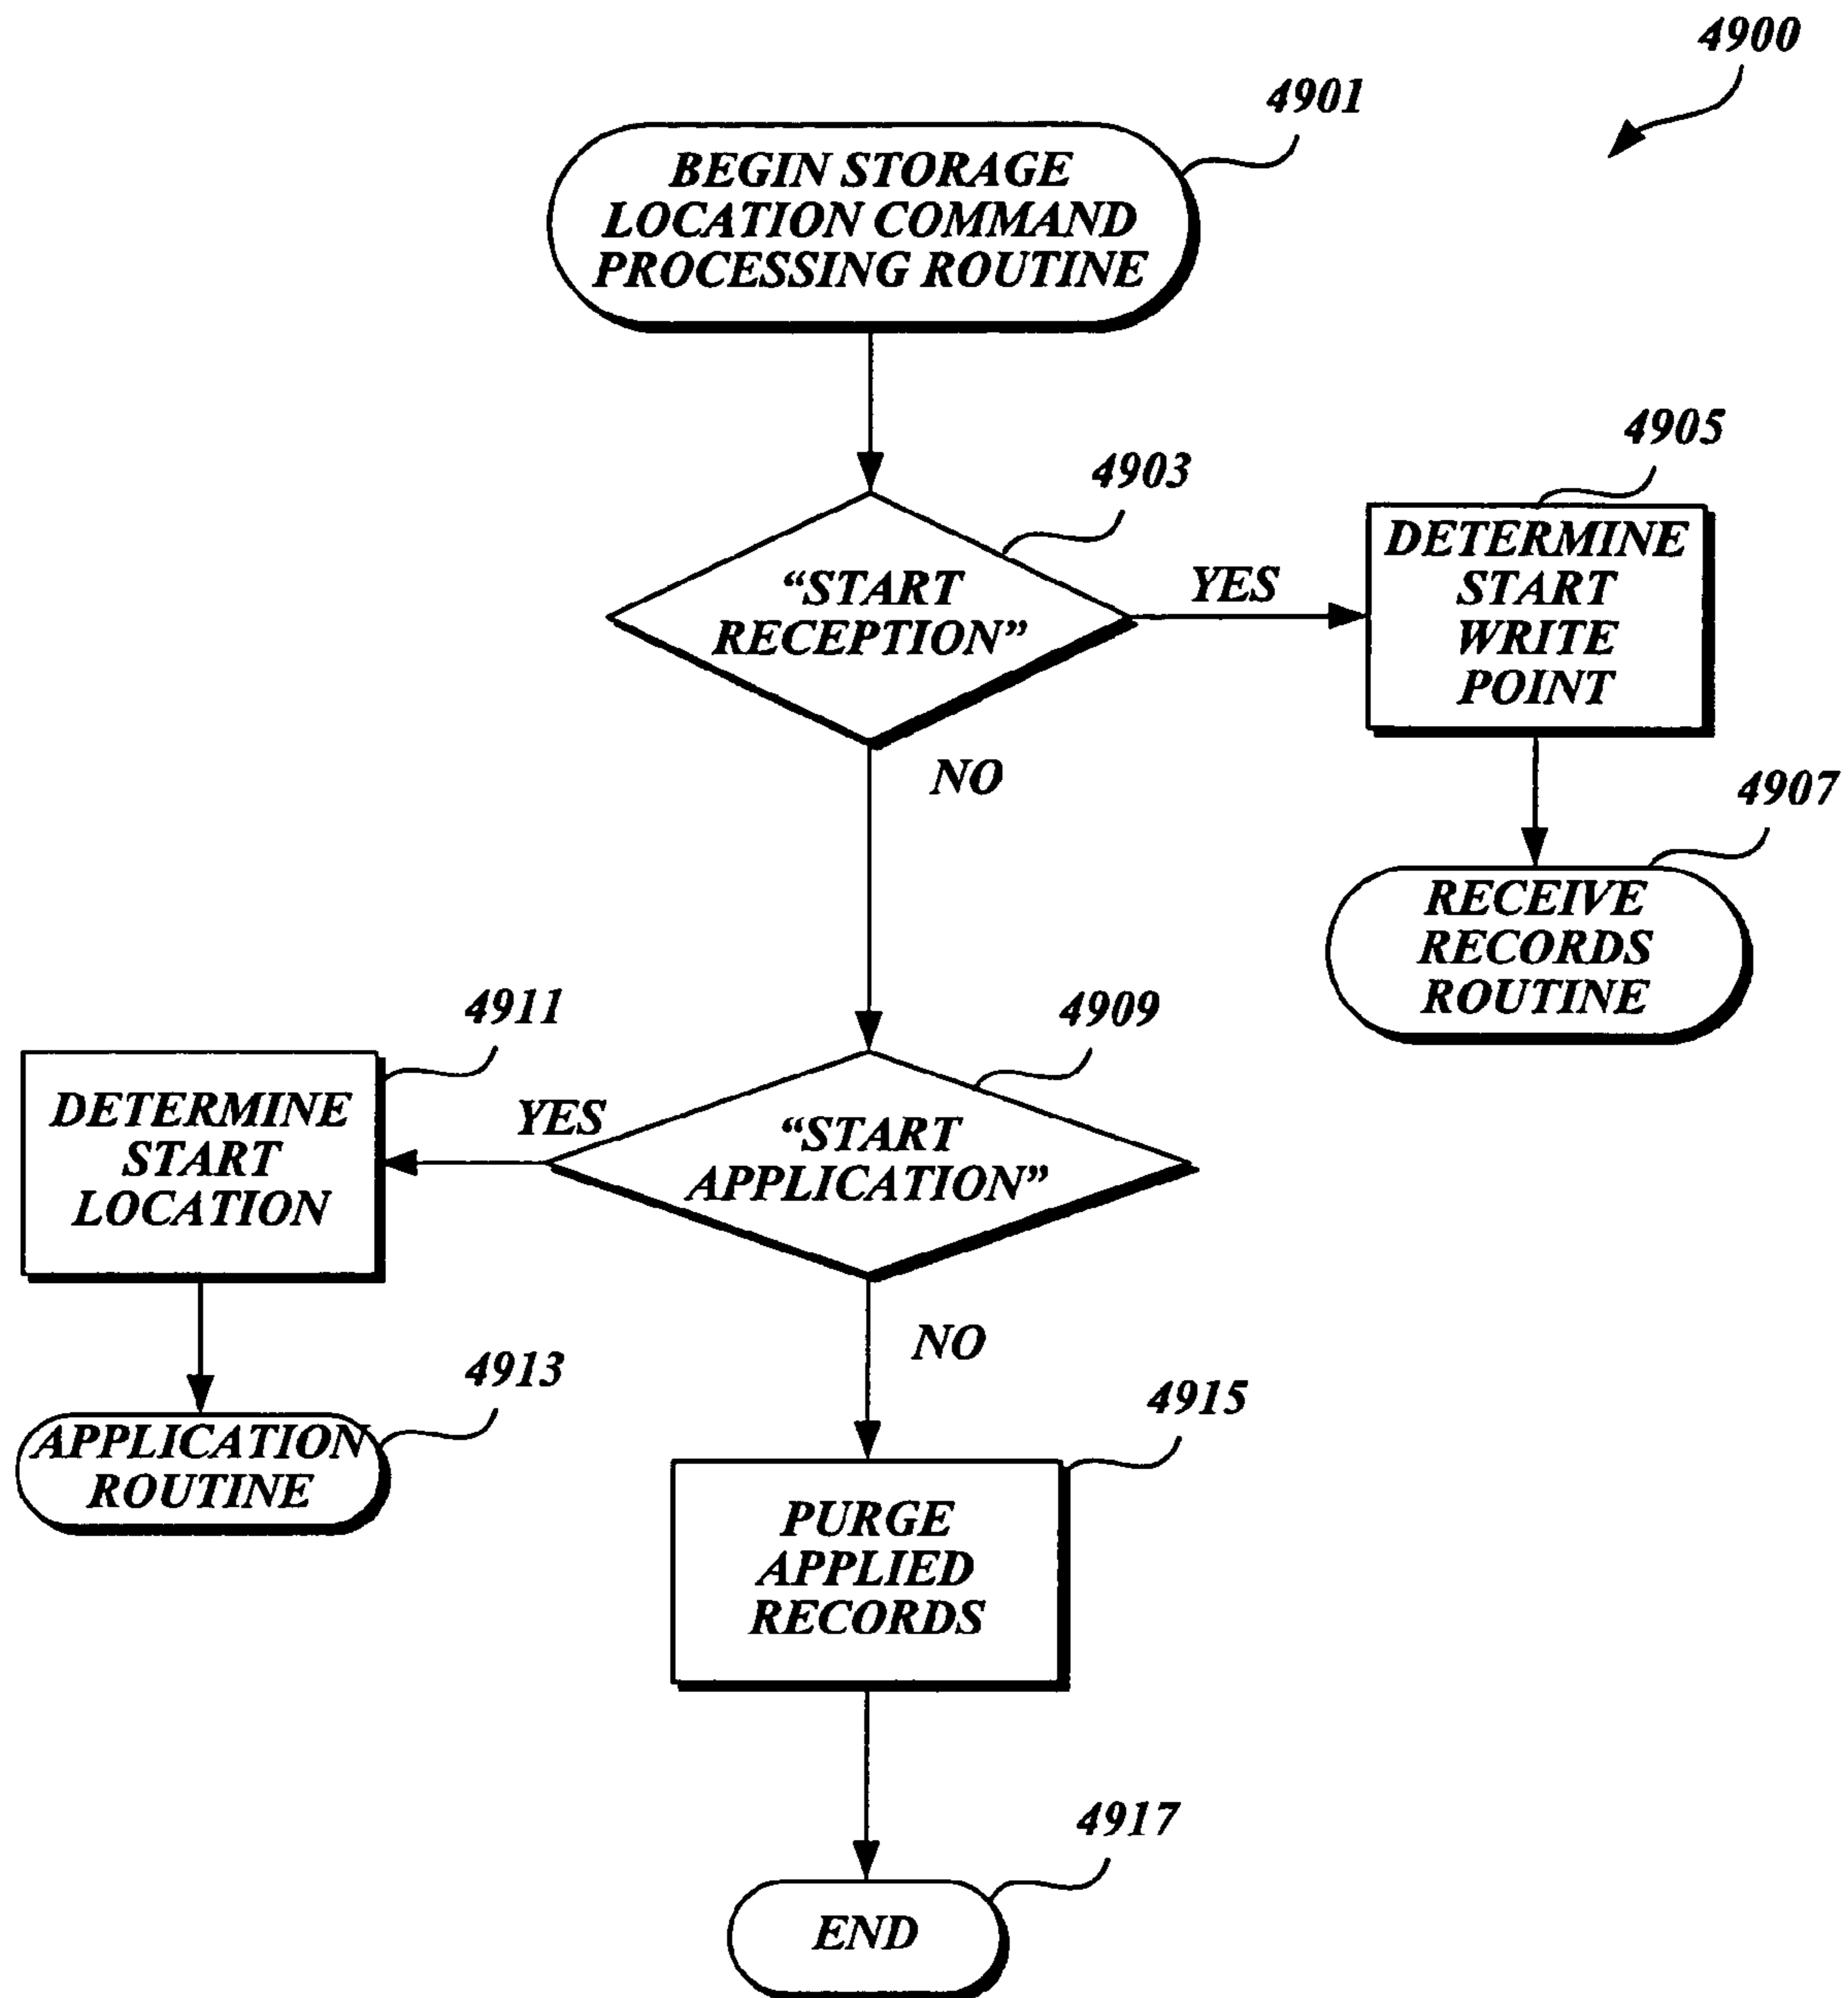 4900
4901
BEGIN STORAGE
LOCATION COMMAND
PROCESSING ROUTINE
4903
“START
RECEPTION”
YES
NO
4905
DETERMINE
START
WRITE
POINT
4907
RECEIVE
RECORDS
ROUTINE
4909
“START
APPLICATION”
YES
NO
4911
DETERMINE
START
LOCATION
4913
APPLICATION
ROUTINE
4915
PURGE
APPLIED
RECORDS
4917
END